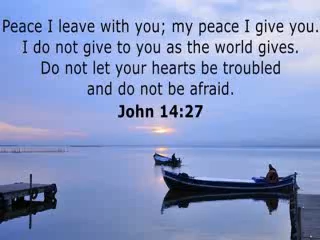 Peace I leave with you; my peace I give you.
I do not give to you as the world gives.
Do not let your hearts be troubled
and do not be afraid.
John 14:27